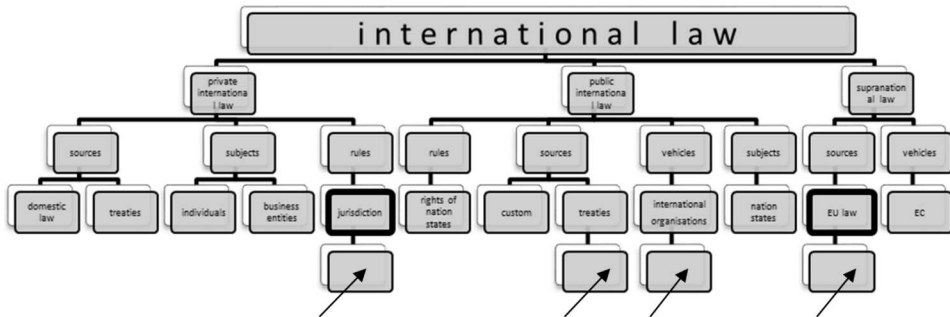 international law
private
internationa
l law
public
internationa
l law
supranation
al law
sources
subjects
rules
rules
sources
vehicles
subjects
sources
vehicles
domestic
law
treaties
individuals
business
entities
jurisdiction
rights of
nation
states
custom
treaties
international
organisations
nation
states
EU law
EC